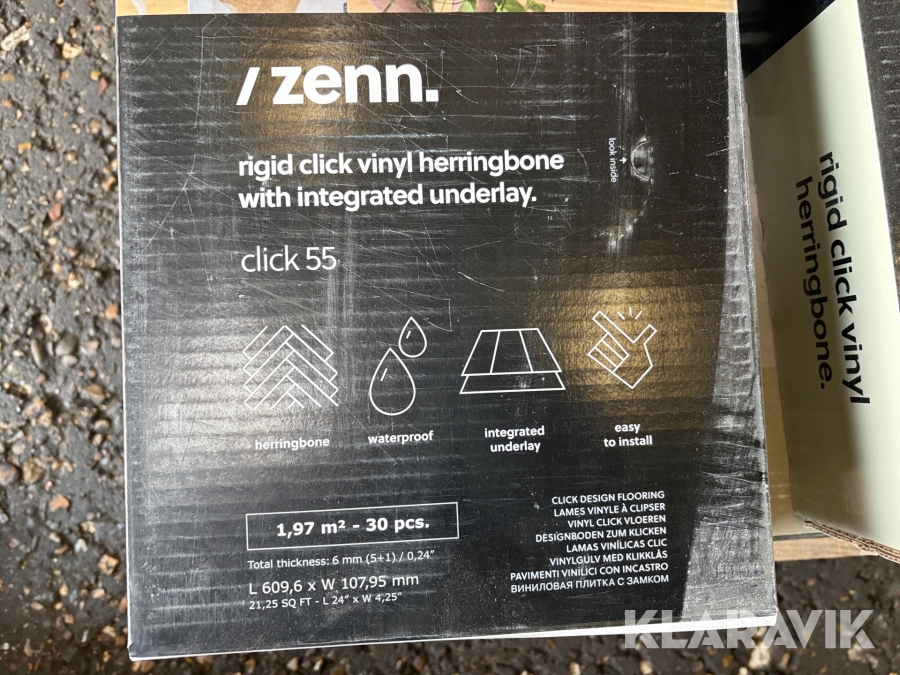 / zenn.
rigid click vinyl herringbone
with integrated underlay.
look inside
click 55
herringbone
waterproof
integrated
underlay
easy
to install
1,97 m² - 30 pcs.
Total thickness: 6 mm (5+1) / 0,24"
L 609,6 x W 107,95 mm
21,25 SQ FT - L 24" x W 4,25"
CLICK DESIGN FLOORING
LAMES VINYLE À CLIPSER
VINYL CLICK VLOEREN
DESIGNBODEN ZUM KLICKEN
LAMAS VINÍLICAS CLIC
VINYLGULV MED KLIKKLÅS
PAVIMENTI VINILICI CON INCASTRO
ВИНИЛОВАЯ ПЛИТКА С ЗАМКОМ
rigid click vinyl
herringbone.
KLARAVIK